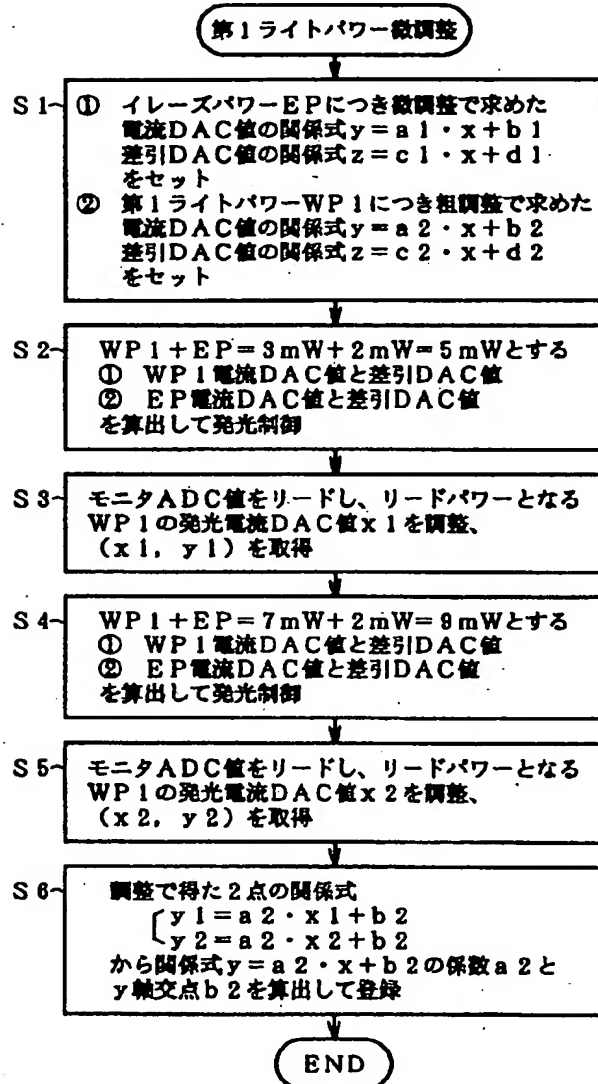 第1ライトパワー微調整
S1 ① イレーズパワーEPにつき微調整で求めた
電流DAC値の関係式y=a1・x+b1
差引DAC値の関係式z=c1・x+d1
をセット
② 第1ライトパワーWP1につき粗調整で求めた
電流DAC値の関係式y=a2・x+b2
差引DAC値の関係式z=c2・x+d2
をセット
S2 WP1+EP=3mW+2mW=5mWとする
① WP1電流DAC値と差引DAC値
② EP電流DAC値と差引DAC値
を算出して発光制御
S3 モニタADC値をリードし、リードパワーとなる
WP1の発光電流DAC値x1を調整、
(x1, y1)を取得
S4 WP1+EP=7mW+2mW=9mWとする
① WP1電流DAC値と差引DAC値
② EP電流DAC値と差引DAC値
を算出して発光制御
S5 モニタADC値をリードし、リードパワーとなる
WP1の発光電流DAC値x2を調整、
(x2, y2)を取得
S6 調整で得た2点の関係式
y1=a2・x1+b2
y2=a2・x2+b2
から関係式y=a2・x+b2の係数a2と
y軸交点b2を算出して登録
END